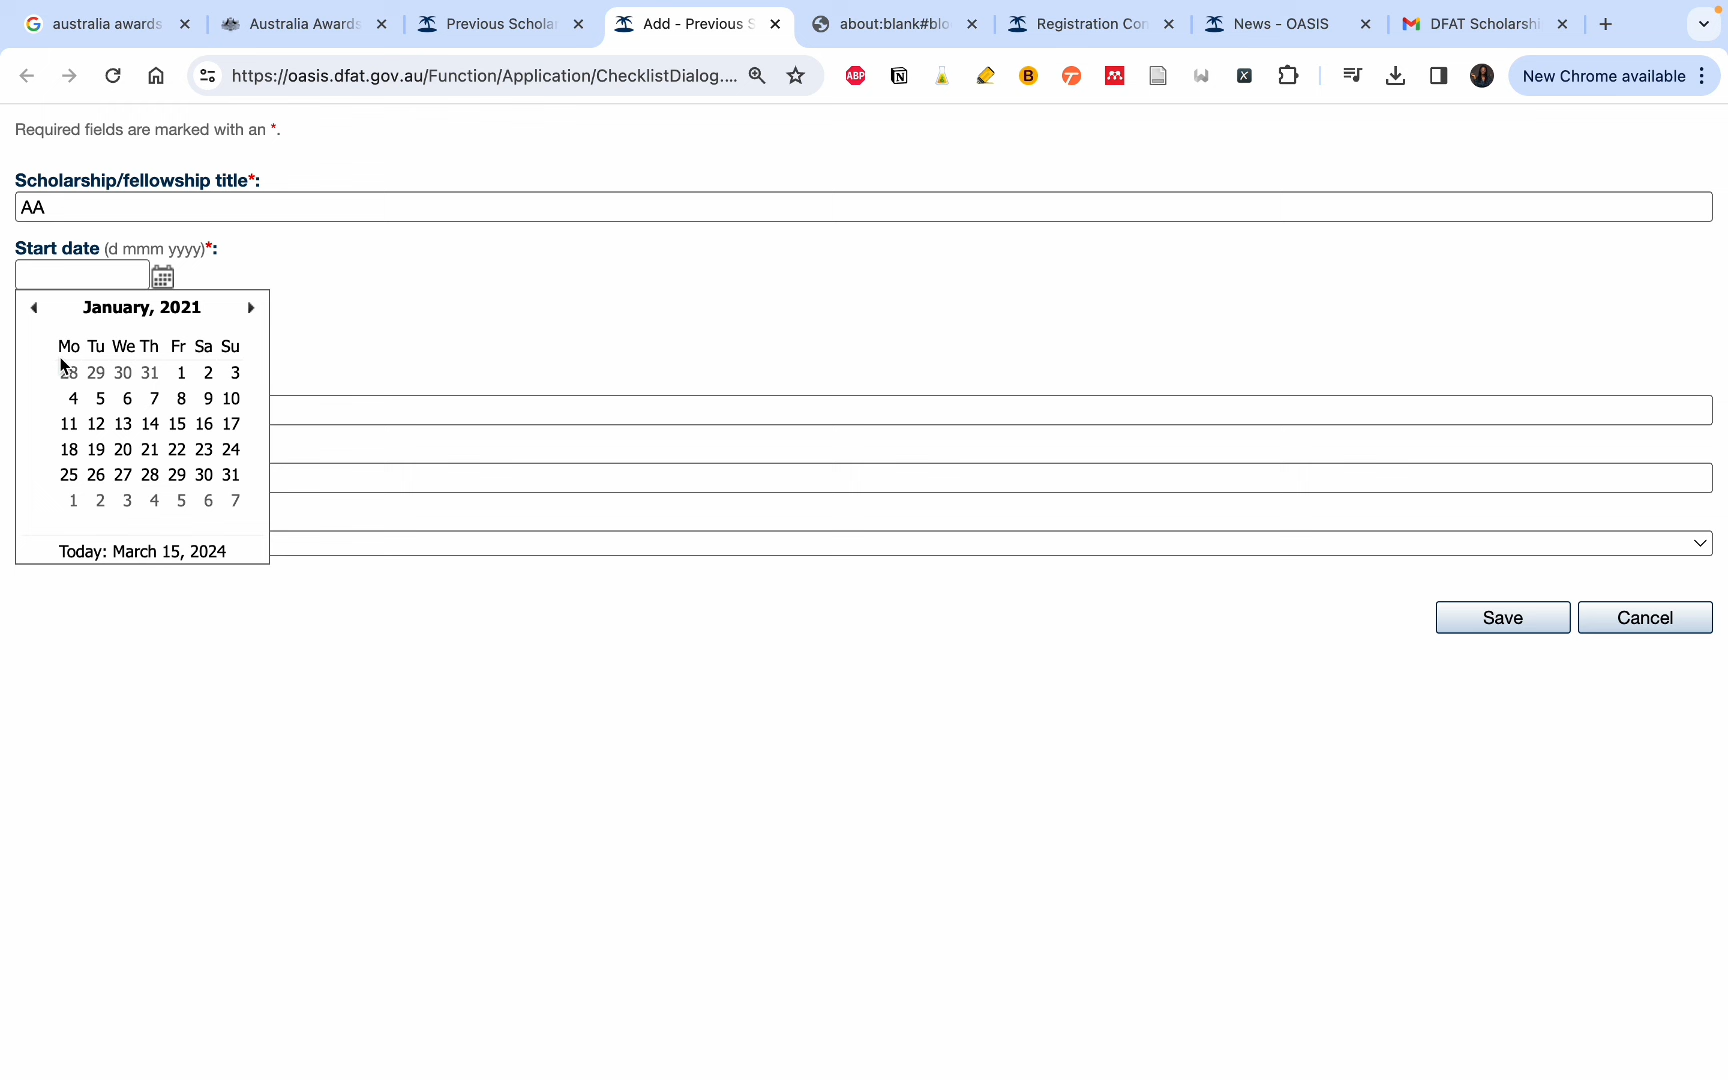 australia awards
Australia Awards
Previous Scholar
Add - Previous S
about:blank#blo
Registration Con
News - OASIS
DFAT Scholarshi
https://oasis.dfat.gov.au/Function/Application/ChecklistDialog....
ABP
B
New Chrome available
Required fields are marked with an *.
Scholarship/fellowship title*:
AA
Start date (d mmm yyyy)*:
January, 2021
Mo Tu We Th Fr Sa Su
28 29 30 31 1 2 3
4 5 6 7 8 9 10
11 12 13 14 15 16 17
18 19 20 21 22 23 24
25 26 27 28 29 30 31
1 2 3 4 5 6 7
Today: March 15, 2024
Save
Cancel